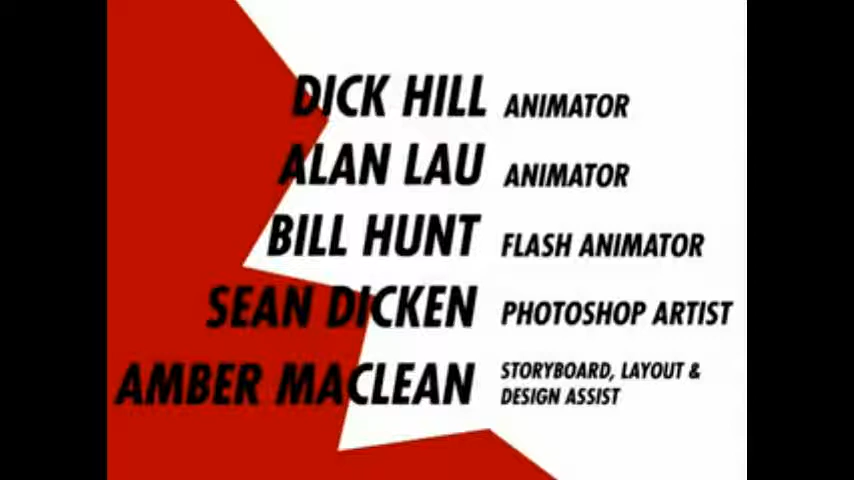 DICK HILL ANIMATOR
ALAN LAU ANIMATOR
BILL HUNT FLASH ANIMATOR
SEAN DICKEN PHOTOSHOP ARTIST
AMBER MACLEAN STORYBOARD, LAYOUT &
DESIGN ASSIST